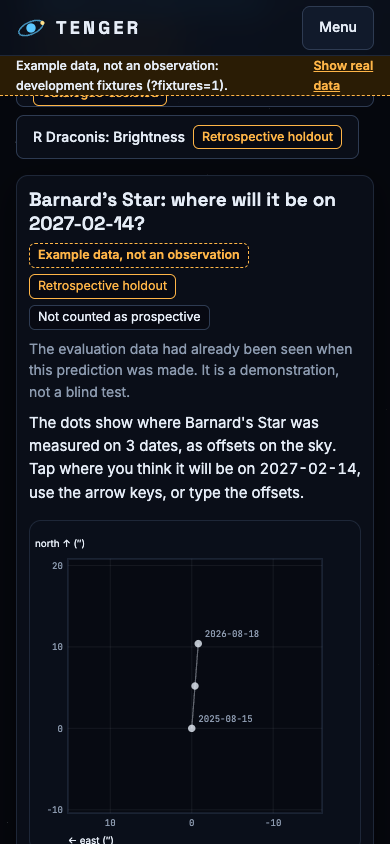 TENGER
Menu
Example data, not an observation:
development fixtures (?fixtures=1).
Show real
data
R Draconis: Brightness
Retrospective holdout
Barnard's Star: where will it be on
2027-02-14?
Example data, not an observation
Retrospective holdout
Not counted as prospective
The evaluation data had already been seen when
this prediction was made. It is a demonstration,
not a blind test.
The dots show where Barnard's Star was
measured on 3 dates, as offsets on the sky.
Tap where you think it will be on 2027-02-14,
use the arrow keys, or type the offsets.
north ↑ (″)
20
2026-08-18
10
2025-08-15
0
-10
10
0
-10
← east (″)